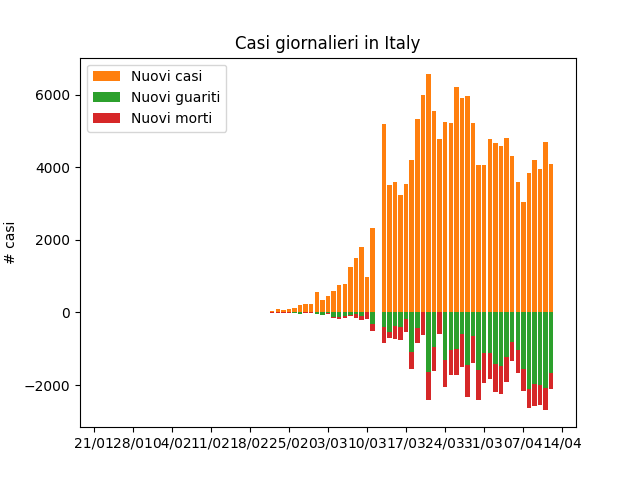 Casi giornalieri in Italy
Nuovi casi
Nuovi guariti
Nuovi morti
# casi
6000
4000
2000
0
−2000
21/01 28/01 04/02 11/02 18/02 25/02 03/03 10/03 17/03 24/03 31/03 07/04 14/04